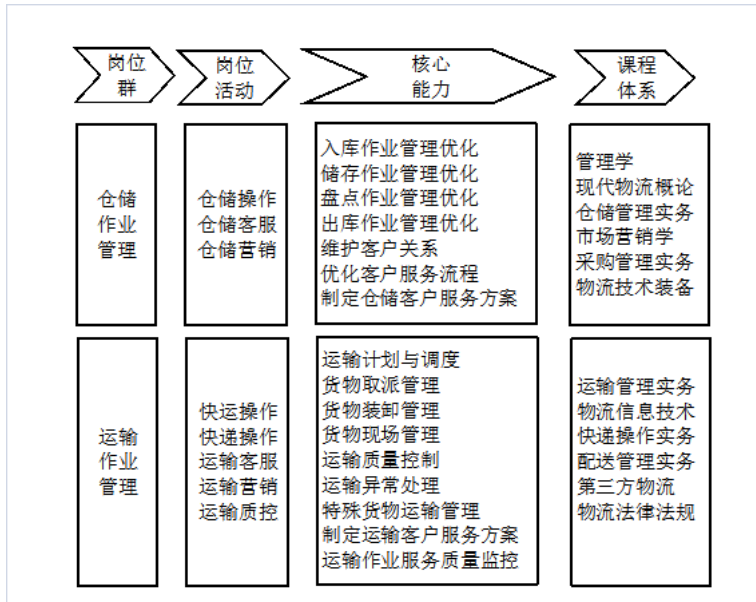 岗位
群
岗位
活动
核心
能力
课程
体系
仓储
作业
管理
仓储操作
仓储客服
仓储营销
入库作业管理优化
储存作业管理优化
盘点作业管理优化
出库作业管理优化
维护客户关系
优化客户服务流程
制定仓储客户服务方案
管理学
现代物流概论
仓储管理实务
市场营销学
采购管理实务
物流技术装备
运输
作业
管理
快运操作
快递操作
运输客服
运输营销
运输质控
运输计划与调度
货物取派管理
货物装卸管理
货物现场管理
运输质量控制
运输异常处理
特殊货物运输管理
制定运输客户服务方案
运输作业服务质量监控
运输管理实务
物流信息技术
快递操作实务
配送管理实务
第三方物流
物流法律法规